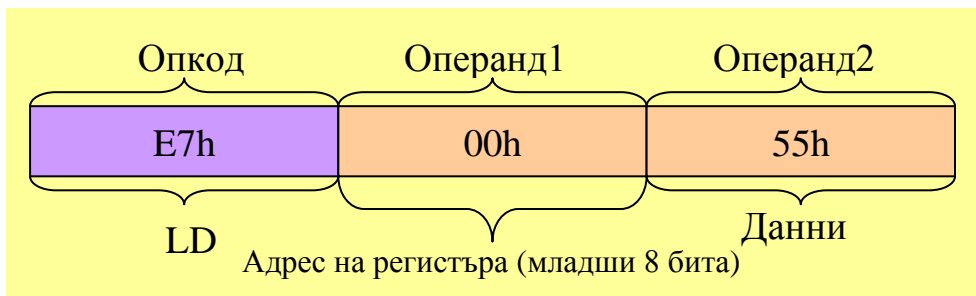 Опкод Операнд1 Операнд2
E7h 00h 55h
LD Данни
Адрес на регистъра (младши 8 бита)